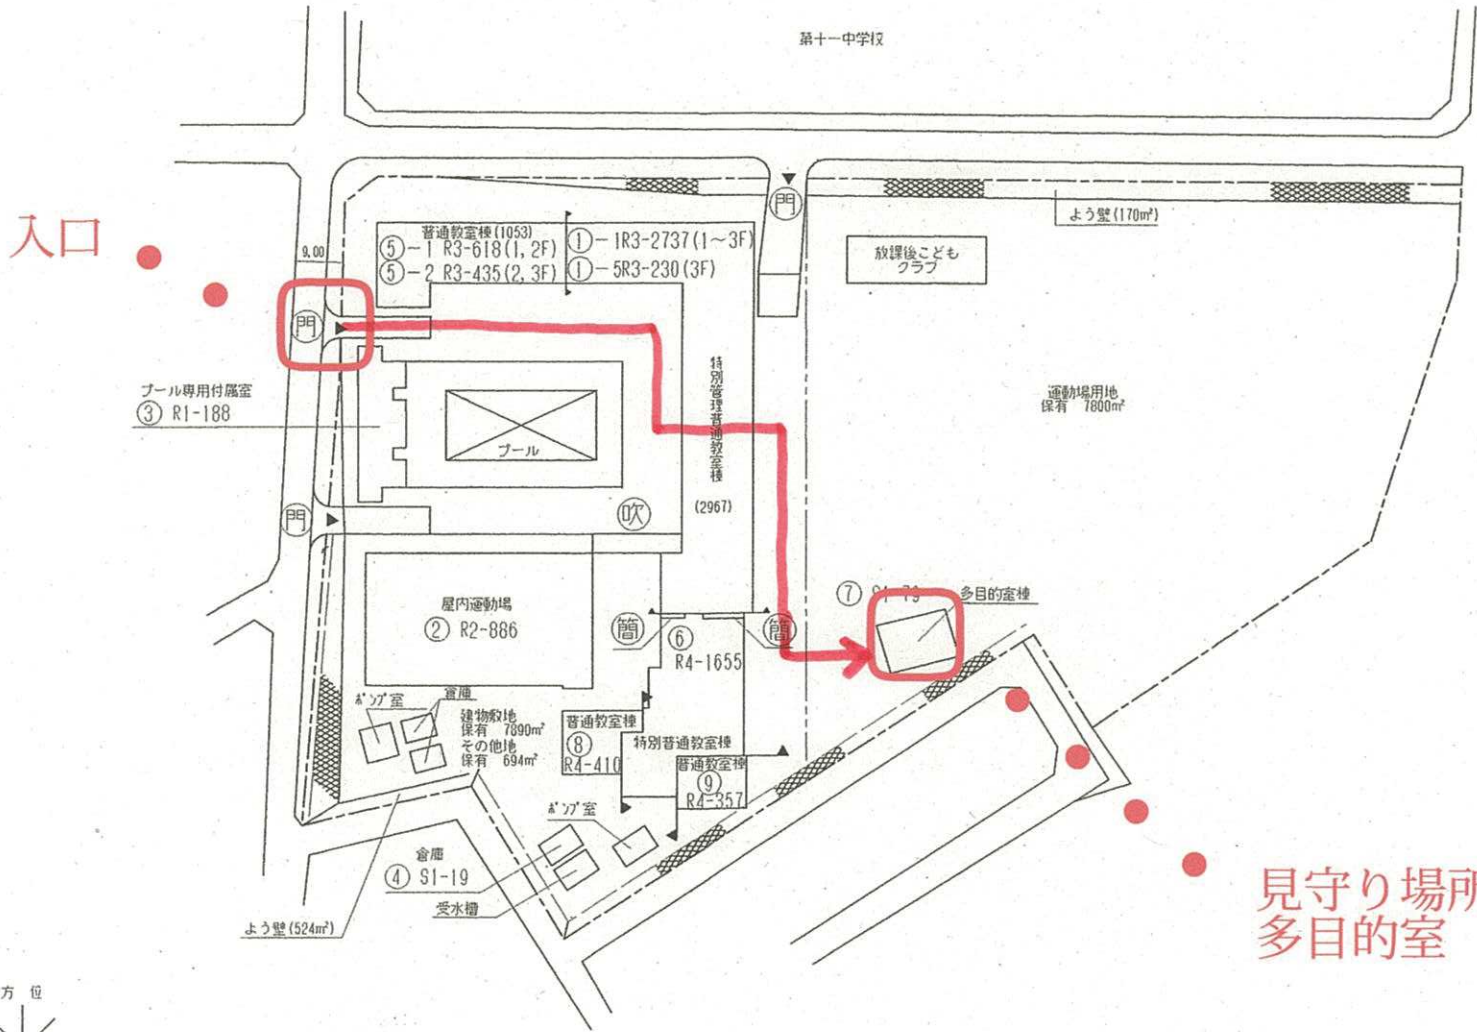 第十一中学校
入口
9.00
門
普通教室棟(1053)
⑤-1 R3-618(1,2F)
⑤-2 R3-435(2,3F)
①-1R3-2737(1~3F)
①-5R3-230(3F)
門
よう壁(170㎡)
放課後こども
クラブ
プール専用付属室
③ R1-188
プール
特別管理普通教室棟
(2967)
運動場用地
保有 7800㎡
門
吹
屋内運動場
② R2-886
簡
簡
⑥
R4-1655
⑦ S1-79
多目的室棟
ポンプ室
倉庫
建物敷地
保有 7890㎡
その他地
保有 694㎡
普通教室棟
⑧
R4-410
特別普通教室棟
普通教室棟
⑨
R4-357
ポンプ室
倉庫
④ S1-19
受水槽
よう壁(524㎡)
見守り場所
多目的室
方位